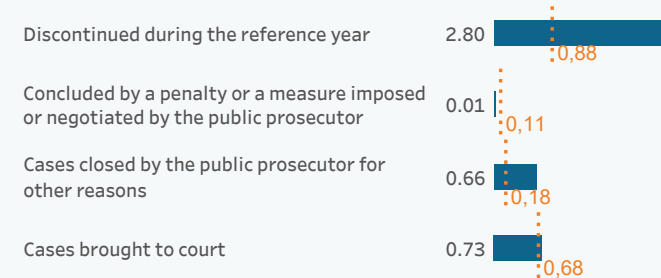 Discontinued during the reference year 2.80
0,88
Concluded by a penalty or a measure imposed
or negotiated by the public prosecutor 0.01
0,11
Cases closed by the public prosecutor for
other reasons 0.66
0,18
Cases brought to court 0.73
0,68